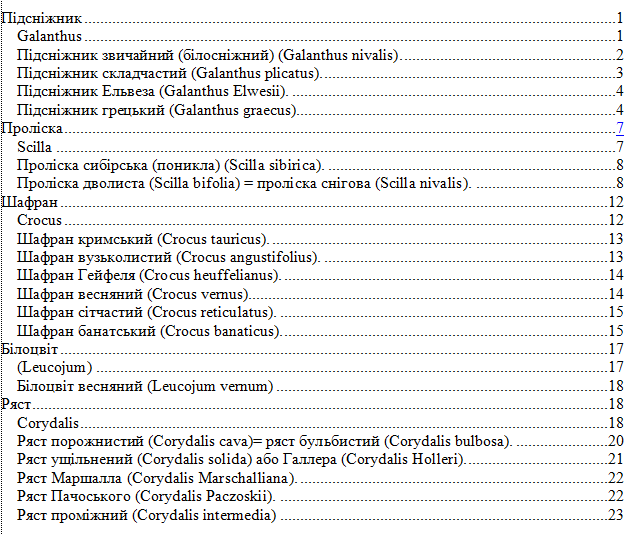 Підсніжник 1
Galanthus 1
Підсніжник звичайний (білосніжний) (Galanthus nivalis) 2
Підсніжник складчастий (Galanthus plicatus). 3
Підсніжник Ельвеза (Galanthus Elwesii). 4
Підсніжник грецький (Galanthus graecus) 4
Проліска 7
Scilla 7
Проліска сибірська (поникла) (Scilla sibirica). 8
Проліска дволиста (Scilla bifolia) = проліска снігова (Scilla nivalis). 8
Шафран 12
Crocus 12
Шафран кримський (Crocus tauricus). 13
Шафран вузьколистий (Crocus angustifolius). 13
Шафран Гейфеля (Crocus heuffelianus). 14
Шафран весняний (Crocus vernus). 14
Шафран сітчастий (Crocus reticulatus). 15
Шафран банатський (Crocus banaticus). 15
Білоцвіт 17
(Leucojum) 17
Білоцвіт весняний (Leucojum vernum) 18
Ряст 18
Corydalis 18
Ряст порожнистий (Corydalis cava)= ряст бульбистий (Corydalis bulbosa). 20
Ряст ущільнений (Corydalis solida) або Галлера (Corydalis Holleri). 21
Ряст Маршалла (Corydalis Marschalliana). 22
Ряст Пачоського (Corydalis Paczoskii). 22
Ряст проміжний (Corydalis intermedia) 23